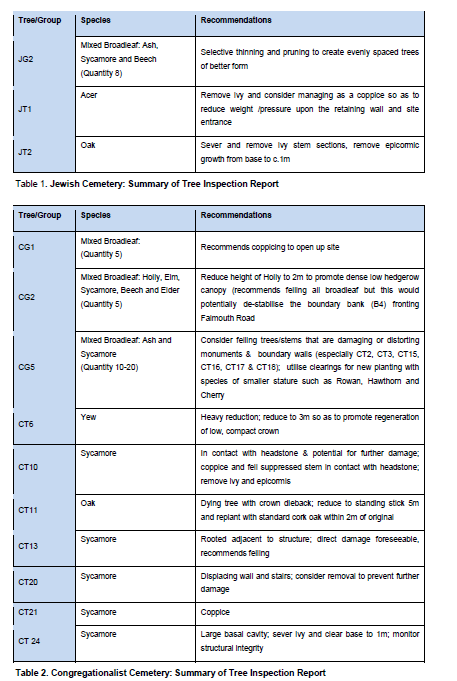 Tree/Group Species Recommendations
JG2
Mixed Broadleaf: Ash,
Sycamore and Beech
(Quantity 8)
Selective thinning and pruning to create evenly spaced trees
of better form
JT1
Acer
Remove ivy and consider managing as a coppice so as to
reduce weight /pressure upon the retaining wall and site
entrance
JT2
Oak
Sever and remove ivy stem sections, remove epicormic
growth from base to c.1m
Table 1. Jewish Cemetery: Summary of Tree Inspection Report
Tree/Group Species Recommendations
CG1
Mixed Broadleaf:
(Quantity 5)
Recommends coppicing to open up site
CG2
Mixed Broadleaf: Holly, Elm,
Sycamore, Beech and Elder
(Quantity 5)
Reduce height of Holly to 2m to promote dense low hedgerow
canopy (recommends felling all broadleaf but this would
potentially de-stabilise the boundary bank (B4) fronting
Falmouth Road
CG5
Mixed Broadleaf: Ash and
Sycamore
(Quantity 10-20)
Consider felling trees/stems that are damaging or distorting
monuments & boundary walls (especially CT2, CT3, CT15,
CT16, CT17 & CT18); utilise clearings for new planting with
species of smaller stature such as Rowan, Hawthorn and
Cherry
CT6
Yew
Heavy reduction; reduce to 3m so as to promote regeneration
of low, compact crown
CT10
Sycamore
In contact with headstone & potential for further damage;
coppice and fell suppressed stem in contact with headstone;
remove ivy and epicormis
CT11
Oak
Dying tree with crown dieback; reduce to standing stick 5m
and replant with standard cork oak within 2m of original
CT13
Sycamore
Rooted adjacent to structure; direct damage foreseeable,
recommends felling
CT20
Sycamore
Displacing wall and stairs; consider removal to prevent further
damage
CT21
Sycamore
Coppice
CT 24
Sycamore
Large basal cavity; sever ivy and clear base to 1m; monitor
structural integrity
Table 2. Congregationalist Cemetery: Summary of Tree Inspection Report